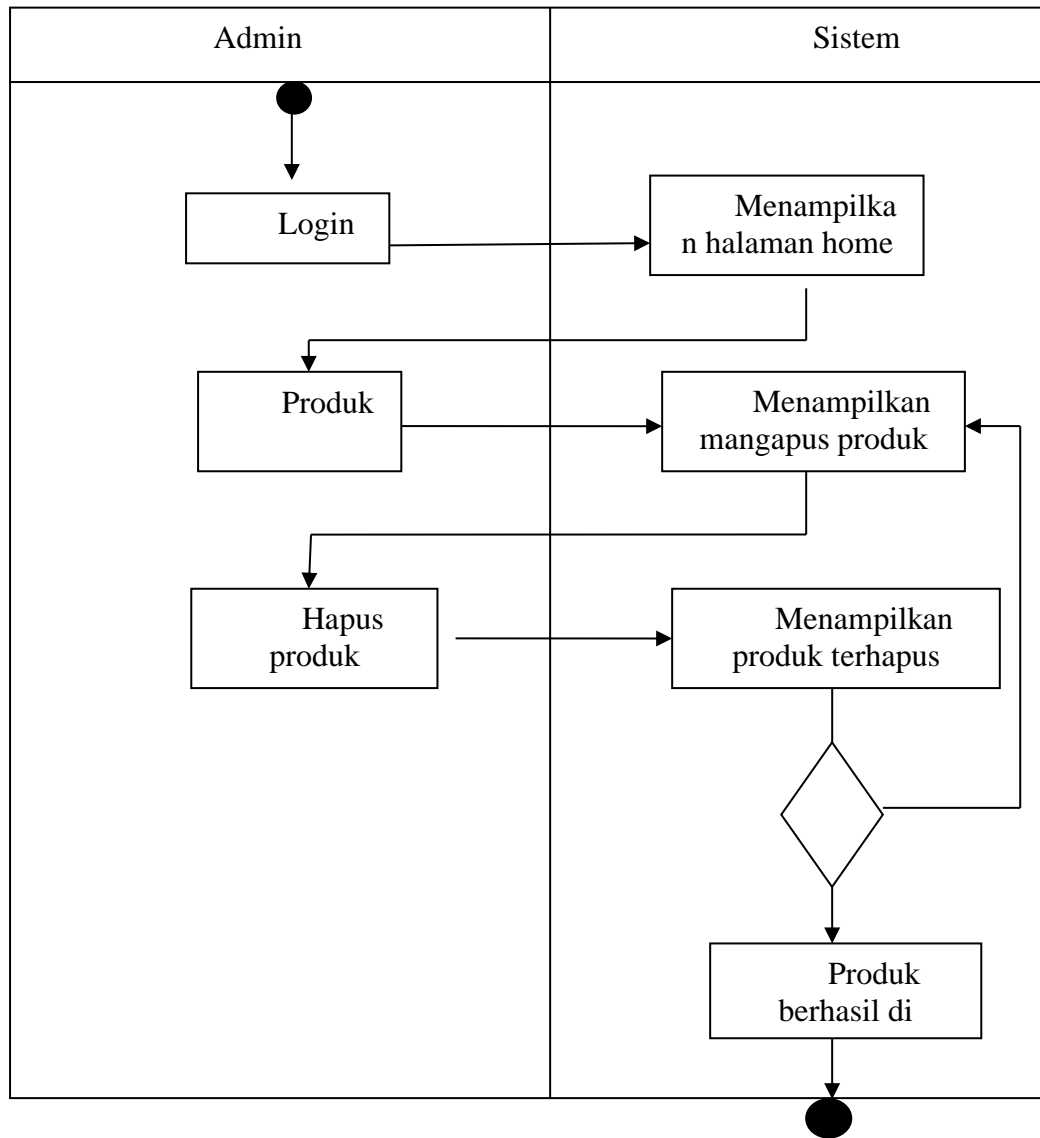 Admin
Sistem
Login
Menampilka
n halaman home
Produk
Menampilkan
mangapus produk
Hapus
produk
Menampilkan
produk terhapus
Produk
berhasil di